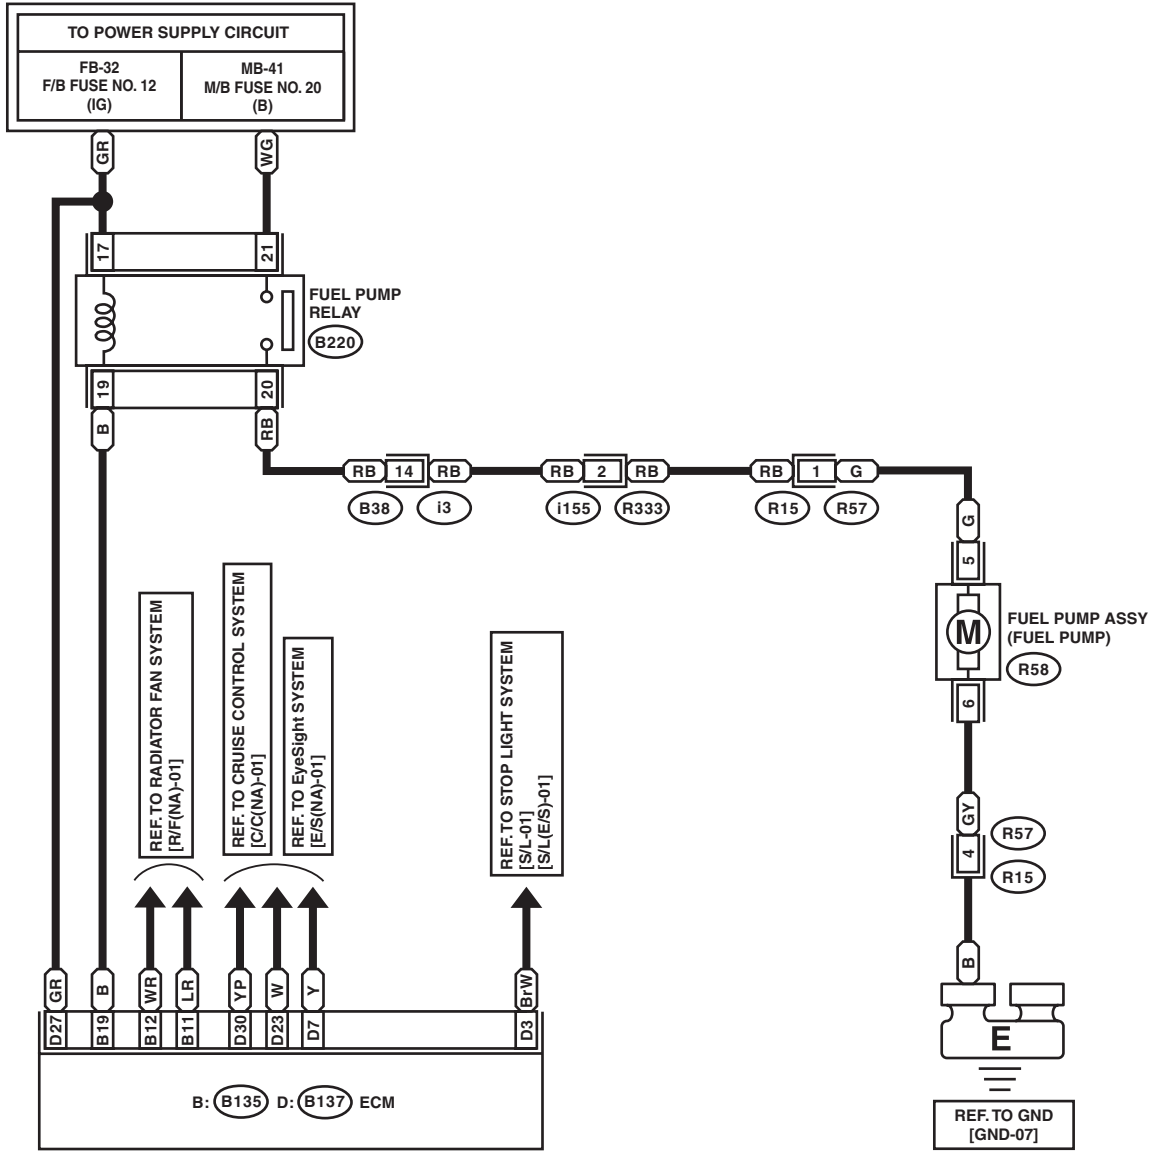 TO POWER SUPPLY CIRCUIT
FB-32
F/B FUSE NO. 12
(IG)
MB-41
M/B FUSE NO. 20
(B)
GR
WG
17
21
FUEL PUMP
RELAY
B220
19
20
B
RB
RB
14
RB
RB
2
RB
RB
1
G
B38
i3
i155
R333
R15
R57
G
5
M
FUEL PUMP ASSY
(FUEL PUMP)
R58
6
GY
4
R57
R15
B
E
REF. TO GND
[GND-07]
REF. TO RADIATOR FAN SYSTEM
[R/F(NA)-01]
REF. TO CRUISE CONTROL SYSTEM
[C/C(NA)-01]
REF. TO EyeSight SYSTEM
[E/S(NA)-01]
REF. TO STOP LIGHT SYSTEM
[S/L-01]
[S/L(E/S)-01]
GR
B
WR
LR
YP
W
Y
BrW
D27
B19
B12
B11
D30
D23
D7
D3
B: B135 D: B137 ECM